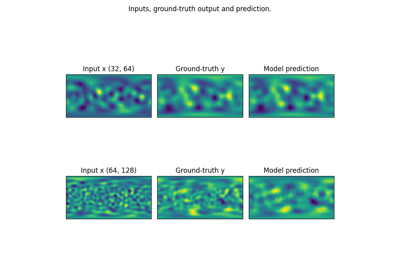 Inputs, ground-truth output and prediction.
Input x (32, 64) Ground-truth y Model prediction
Input x (64, 128) Ground-truth y Model prediction